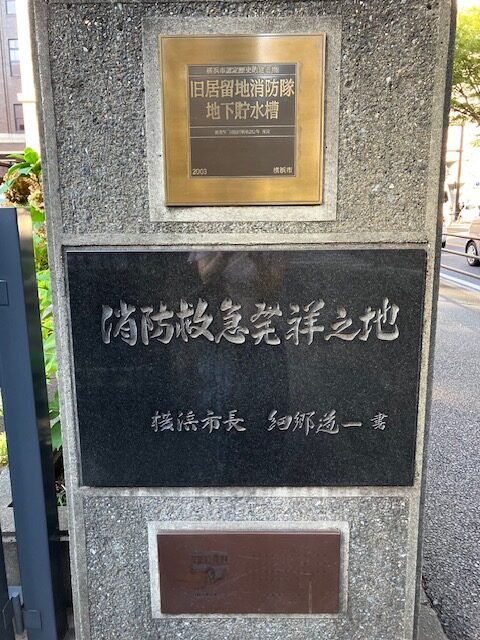 横浜市認定歴史的建造物
旧居留地消防隊
地下貯水槽
2003 横浜市
消防救急発祥之地
横浜市長 細郷道一 書